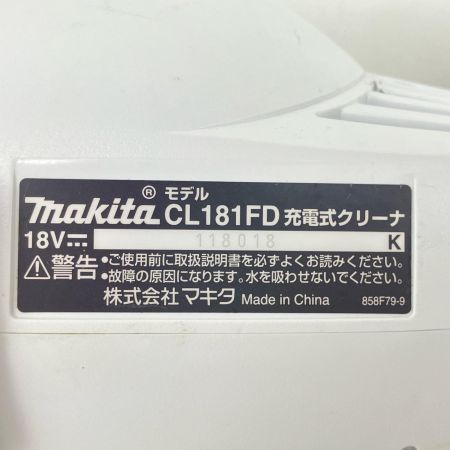 makita® モデル CL181FD 充電式クリーナ
18V⎓ 118018 K
⚠警告 •ご使用前に取扱説明書を必ずよくお読みください。
•故障の原因になります。水を吸わせないでください。
株式会社 マキタ Made in China 858F79-9